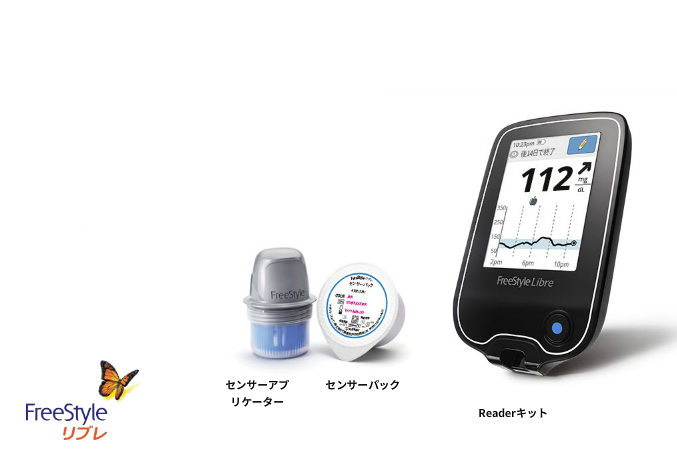 10:23pm
後14日で終了
112
mg
dL
350
250
150
50
2pm 6pm 10pm
FreeStyle Libre
FreeStyle
センサーパック
センサーアプ
リケーター
センサーパック
Readerキット
FreeStyle
リブレ